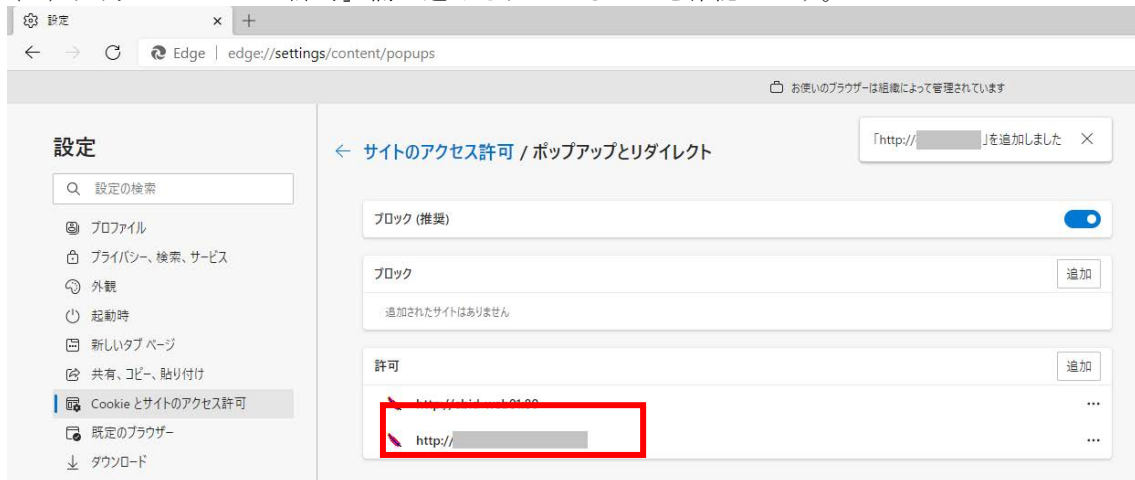 設定
Edge | edge://settings/content/popups
お使いのブラウザーは組織によって管理されています
設定
設定の検索
プロファイル
プライバシー、検索、サービス
外観
起動時
新しいタブ ページ
共有、コピー、貼り付け
Cookie とサイトのアクセス許可
既定のブラウザー
ダウンロード
サイトのアクセス許可 / ポップアップとリダイレクト
「http:// 」を追加しました
ブロック (推奨)
ブロック
追加
追加されたサイトはありません
許可
追加
http://